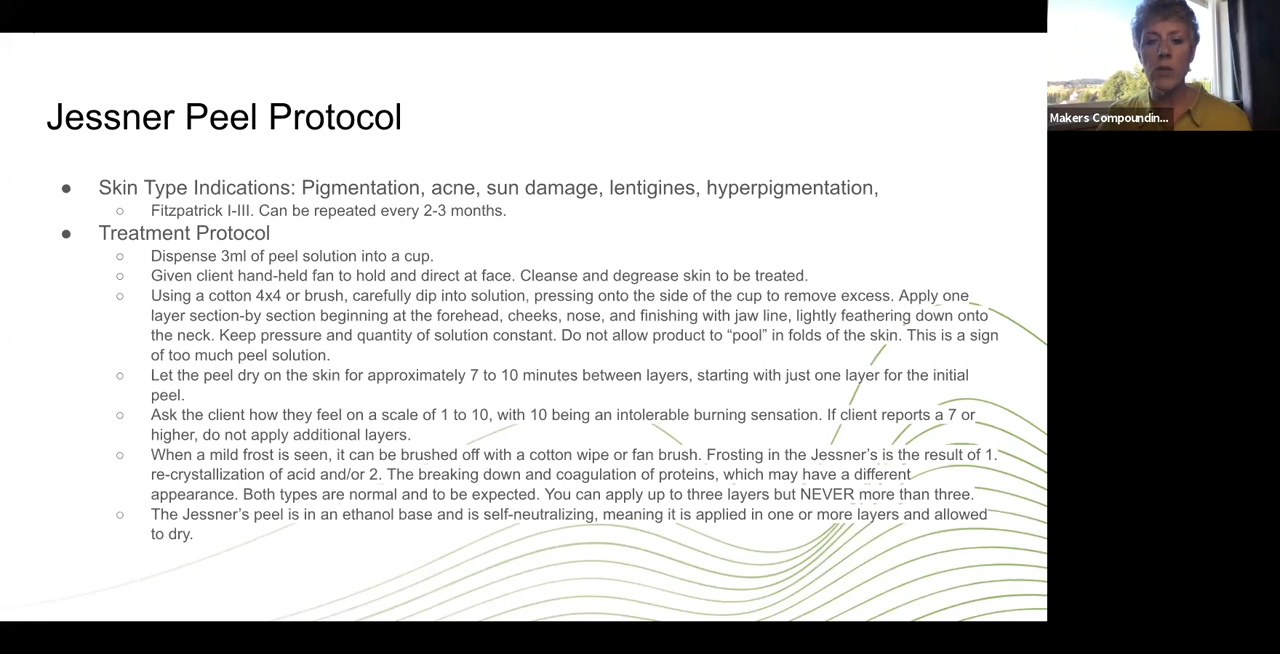 Jessner Peel Protocol
● Skin Type Indications: Pigmentation, acne, sun damage, lentigines, hyperpigmentation,
○ Fitzpatrick I-III. Can be repeated every 2-3 months.
● Treatment Protocol
○ Dispense 3ml of peel solution into a cup.
○ Given client hand-held fan to hold and direct at face. Cleanse and degrease skin to be treated.
○ Using a cotton 4x4 or brush, carefully dip into solution, pressing onto the side of the cup to remove excess. Apply one
layer section-by section beginning at the forehead, cheeks, nose, and finishing with jaw line, lightly feathering down onto
the neck. Keep pressure and quantity of solution constant. Do not allow product to “pool” in folds of the skin. This is a sign
of too much peel solution.
○ Let the peel dry on the skin for approximately 7 to 10 minutes between layers, starting with just one layer for the initial
peel.
○ Ask the client how they feel on a scale of 1 to 10, with 10 being an intolerable burning sensation. If client reports a 7 or
higher, do not apply additional layers.
○ When a mild frost is seen, it can be brushed off with a cotton wipe or fan brush. Frosting in the Jessner’s is the result of 1.
re-crystallization of acid and/or 2. The breaking down and coagulation of proteins, which may have a different
appearance. Both types are normal and to be expected. You can apply up to three layers but NEVER more than three.
○ The Jessner’s peel is in an ethanol base and is self-neutralizing, meaning it is applied in one or more layers and allowed
to dry.
Makers Compoundin...